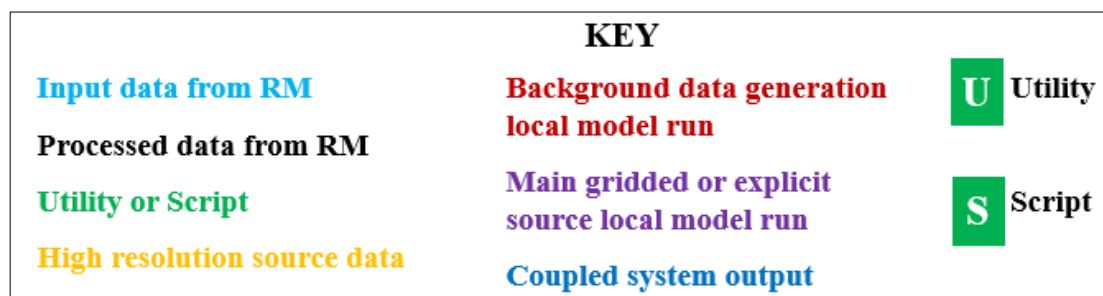 KEY
Input data from RM
Processed data from RM
Utility or Script
High resolution source data
Background data generation
local model run
Main gridded or explicit
source local model run
Coupled system output
U Utility
S Script